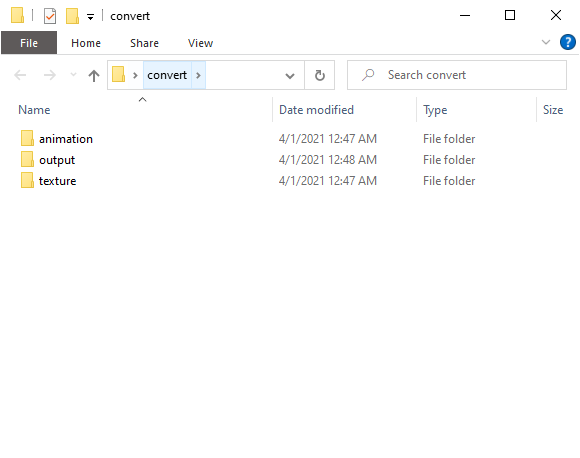 convert
File Home Share View
convert Search convert
Name Date modified Type Size
animation 4/1/2021 12:47 AM File folder
output 4/1/2021 12:48 AM File folder
texture 4/1/2021 12:47 AM File folder